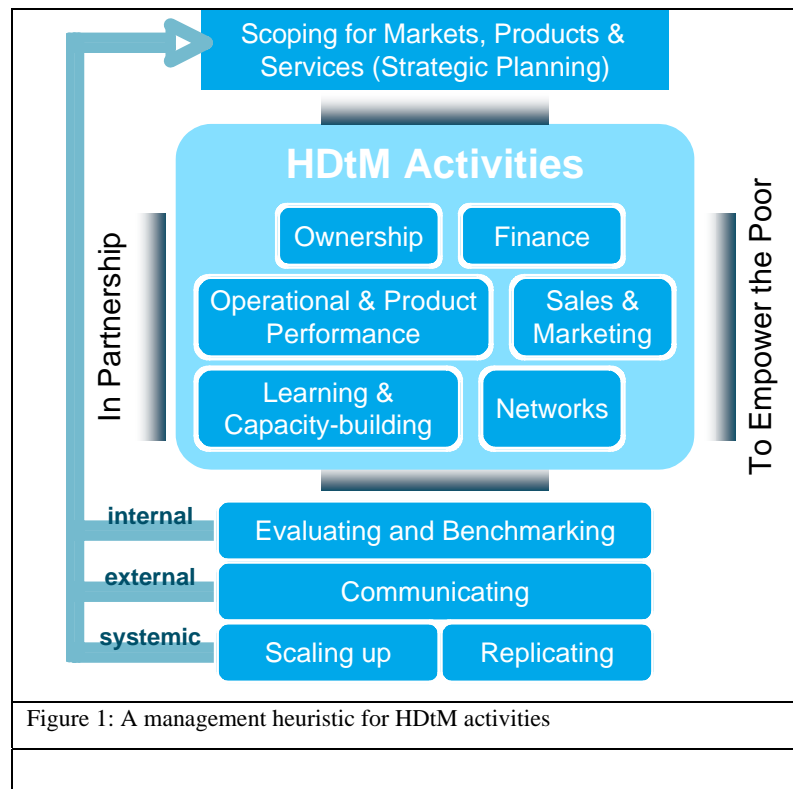 Scoping for Markets, Products &
Services (Strategic Planning)
HDtM Activities
In Partnership
To Empower the Poor
Ownership
Finance
Operational & Product
Performance
Sales &
Marketing
Learning &
Capacity-building
Networks
internal
Evaluating and Benchmarking
external
Communicating
systemic
Scaling up
Replicating
Figure 1: A management heuristic for HDtM activities